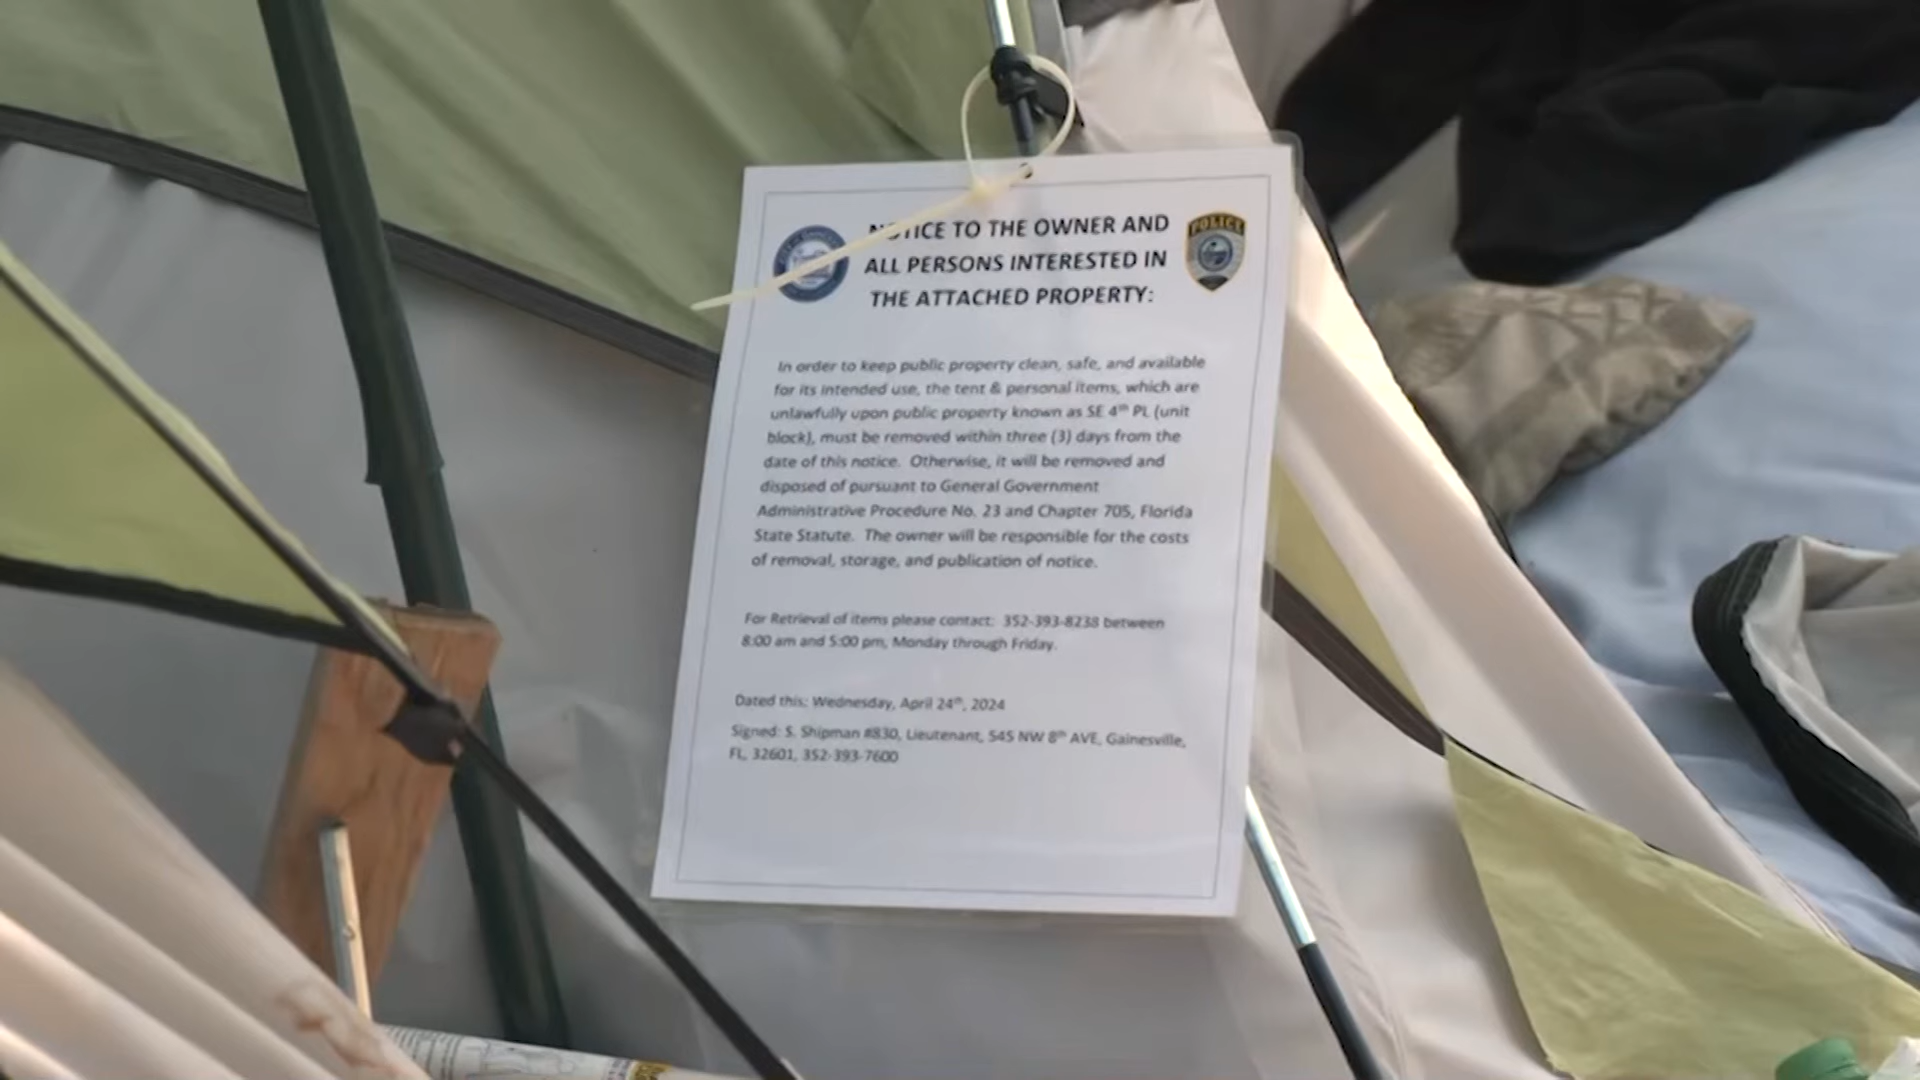 NOTICE TO THE OWNER AND
ALL PERSONS INTERESTED IN
THE ATTACHED PROPERTY:
POLICE
In order to keep public property clean, safe, and available
for its intended use, the tent & personal items, which are
unlawfully upon public property known as SE 4th PL (unit
block), must be removed within three (3) days from the
date of this notice. Otherwise, it will be removed and
disposed of pursuant to General Government
Administrative Procedure No. 23 and Chapter 705, Florida
State Statute. The owner will be responsible for the costs
of removal, storage, and publication of notice.
For Retrieval of items please contact: 352-393-8238 between
8:00 am and 5:00 pm, Monday through Friday.
Dated this: Wednesday, April 24th, 2024
Signed: S. Shipman #830, Lieutenant, 545 NW 8th AVE, Gainesville,
FL, 32601, 352-393-7600